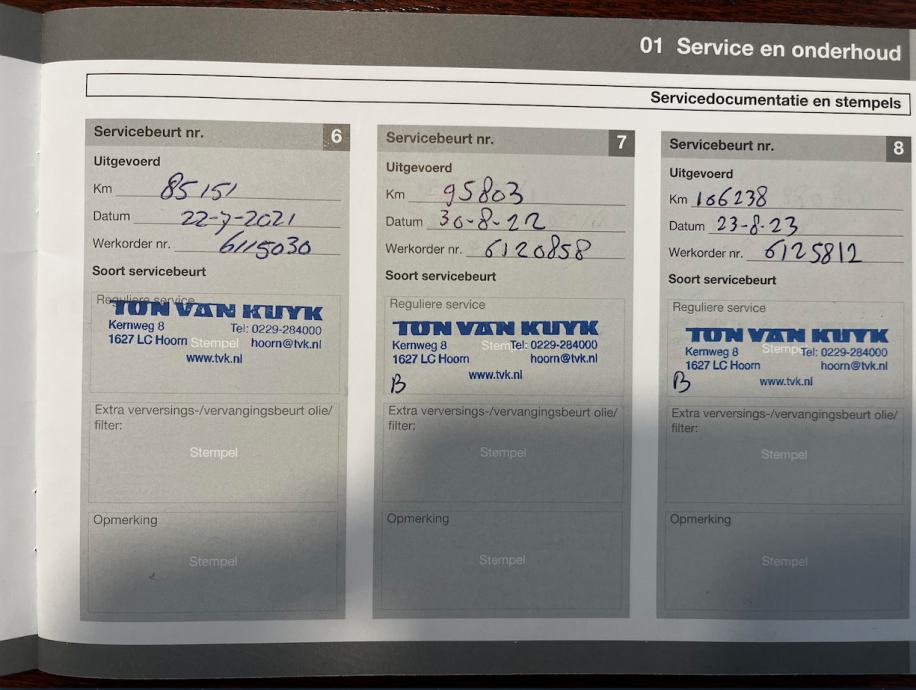 01 Service en onderhoud
Servicedocumentatie en stempels
Servicebeurt nr. 6
Uitgevoerd
Km 85151
Datum 22-7-2021
Werkorder nr. 6115030
Soort servicebeurt
Reguliere service
TON VAN KUYK
Kernweg 8 Tel: 0229-284000
1627 LC Hoorn Stempel hoorn@tvk.nl
www.tvk.nl
Extra verversings-/vervangingsbeurt olie/
filter:
Stempel
Opmerking
Stempel
Servicebeurt nr. 7
Uitgevoerd
Km 95803
Datum 30-8-22
Werkorder nr. 6120858
Soort servicebeurt
Reguliere service
TON VAN KUYK
Kernweg 8 Stempel Tel: 0229-284000
1627 LC Hoorn hoorn@tvk.nl
B www.tvk.nl
Extra verversings-/vervangingsbeurt olie/
filter:
Stempel
Opmerking
Stempel
Servicebeurt nr. 8
Uitgevoerd
Km 106238
Datum 23-8-23
Werkorder nr. 6125812
Soort servicebeurt
Reguliere service
TON VAN KUYK
Kernweg 8 Stempel Tel: 0229-284000
1627 LC Hoorn hoorn@tvk.nl
B www.tvk.nl
Extra verversings-/vervangingsbeurt olie/
filter:
Stempel
Opmerking
Stempel